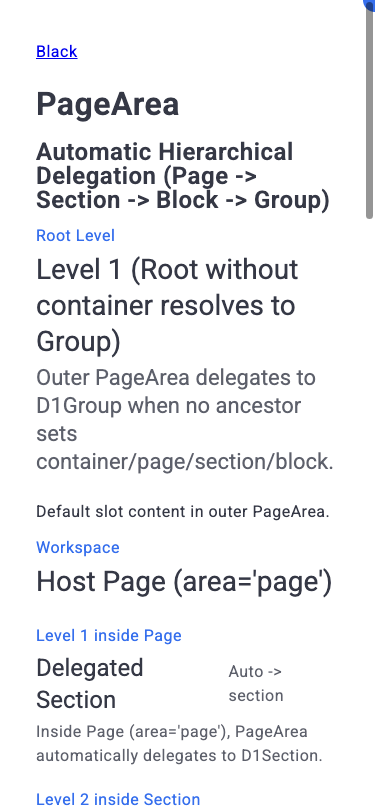 Black
PageArea
Automatic Hierarchical
Delegation (Page ->
Section -> Block -> Group)
Root Level
Level 1 (Root without
container resolves to
Group)
Outer PageArea delegates to
D1Group when no ancestor
sets
container/page/section/block.
Default slot content in outer PageArea.
Workspace
Host Page (area='page')
Level 1 inside Page
Delegated
Section
Auto ->
section
Inside Page (area='page'), PageArea
automatically delegates to D1Section.
Level 2 inside Section